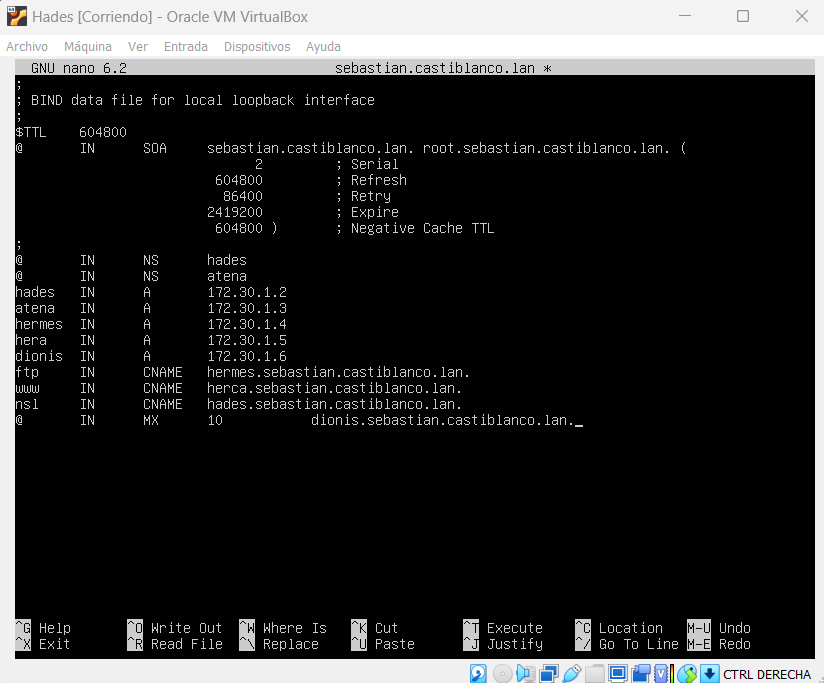 Hades [Corriendo] - Oracle VM VirtualBox
Archivo Máquina Ver Entrada Dispositivos Ayuda
GNU nano 6.2 sebastian.castiblanco.lan *
;
; BIND data file for local loopback interface
;
$TTL 604800
@ IN SOA sebastian.castiblanco.lan. root.sebastian.castiblanco.lan. (
2 ; Serial
604800 ; Refresh
86400 ; Retry
2419200 ; Expire
604800 ) ; Negative Cache TTL
;
@ IN NS hades
@ IN NS atena
hades IN A 172.30.1.2
atena IN A 172.30.1.3
hermes IN A 172.30.1.4
hera IN A 172.30.1.5
dionis IN A 172.30.1.6
ftp IN CNAME hermes.sebastian.castiblanco.lan.
www IN CNAME herca.sebastian.castiblanco.lan.
nsl IN CNAME hades.sebastian.castiblanco.lan.
@ IN MX 10 dionis.sebastian.castiblanco.lan._
^G Help ^O Write Out ^W Where Is ^K Cut ^T Execute ^C Location M-U Undo
^X Exit ^R Read File ^\ Replace ^U Paste ^J Justify ^/ Go To Line M-E Redo
CTRL DERECHA